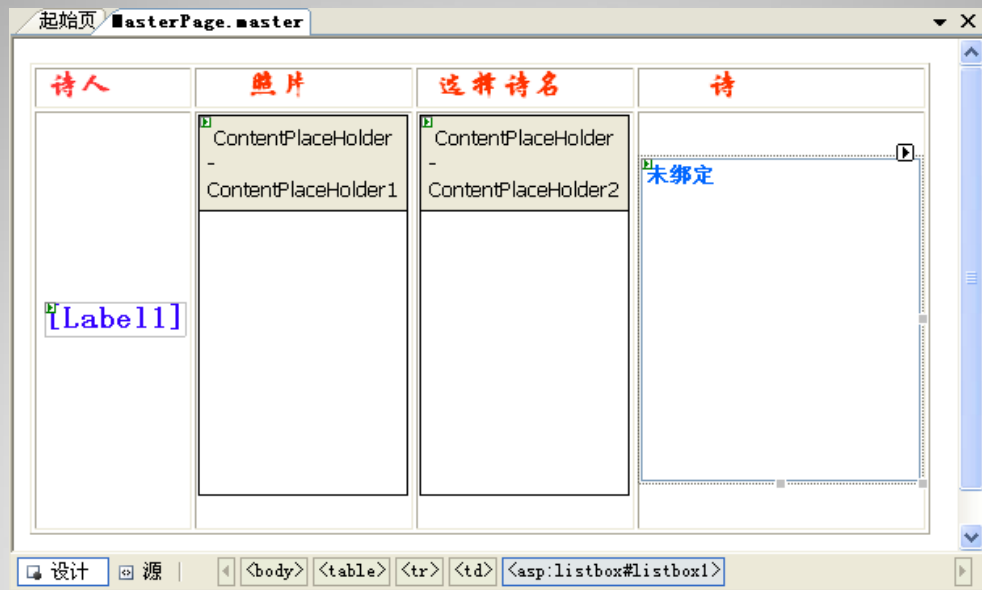 起始页 MasterPage.master
诗人 照片 选择诗名 诗
ContentPlaceHolder
-
ContentPlaceHolder1
ContentPlaceHolder
-
ContentPlaceHolder2
未绑定
[Label1]
设计 源 <body> <table> <tr> <td> <asp:listbox#listbox1>